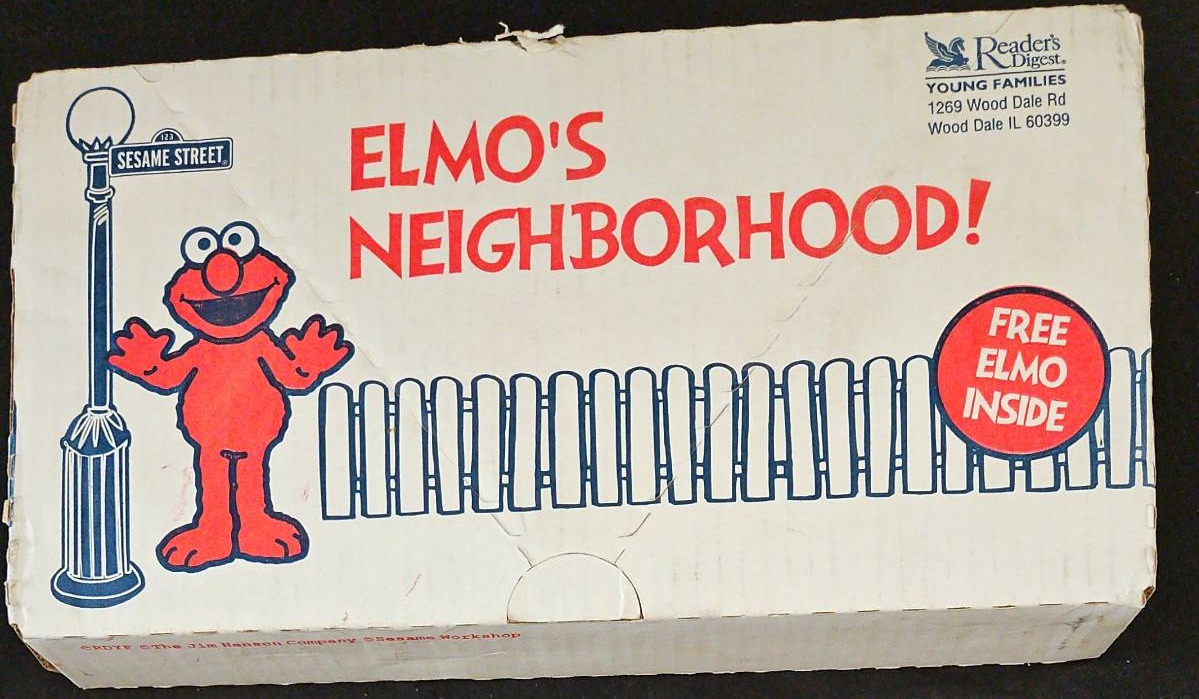 Reader's
Digest®
YOUNG FAMILIES
1269 Wood Dale Rd
Wood Dale IL 60399
123
SESAME STREET®
ELMO'S
NEIGHBORHOOD!
FREE
ELMO
INSIDE
©RDYF ©The Jim Henson Company ©Sesame Workshop